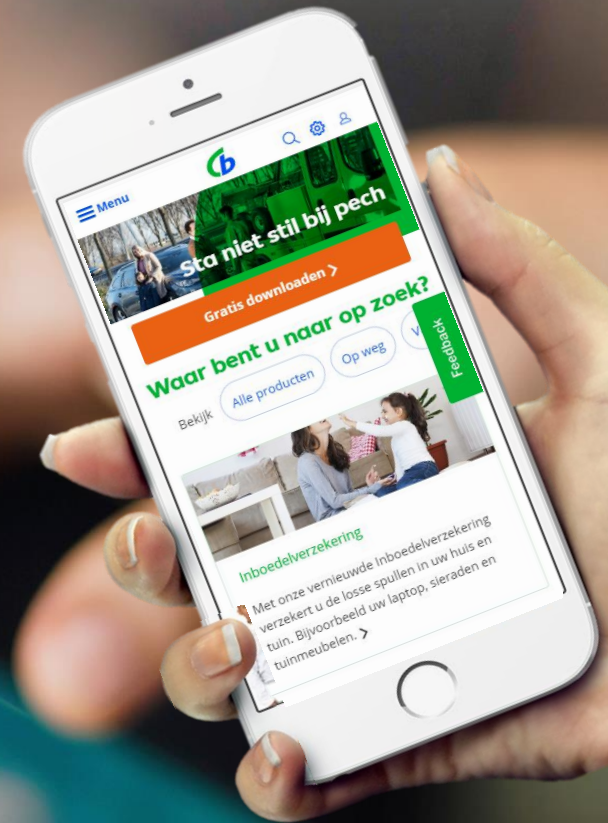 Menu
Cb
Sta niet stil bij pech
Gratis downloaden
Waar bent u naar op zoek?
Bekijk
Alle producten
Op weg
V
Feedback
Inboedelverzekering
Met onze vernieuwde Inboedelverzekering
verzekert u de losse spullen in uw huis en
tuin. Bijvoorbeeld uw laptop, sieraden en
tuinmeubelen.